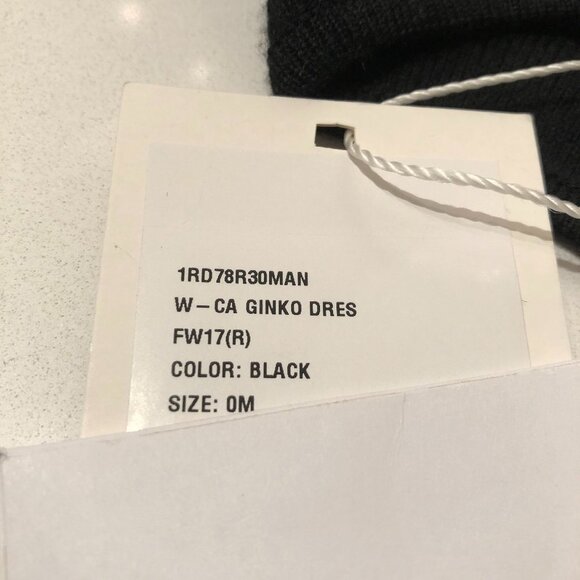 1RD78R30MAN
W-CA GINKO DRES
FW17(R)
COLOR: BLACK
SIZE: 0M